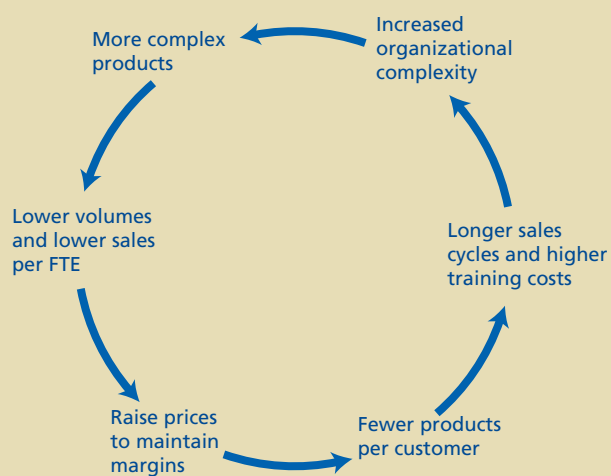 More complex
products
Increased
organizational
complexity
Lower volumes
and lower sales
per FTE
Longer sales
cycles and higher
training costs
Raise prices
to maintain
margins
Fewer products
per customer